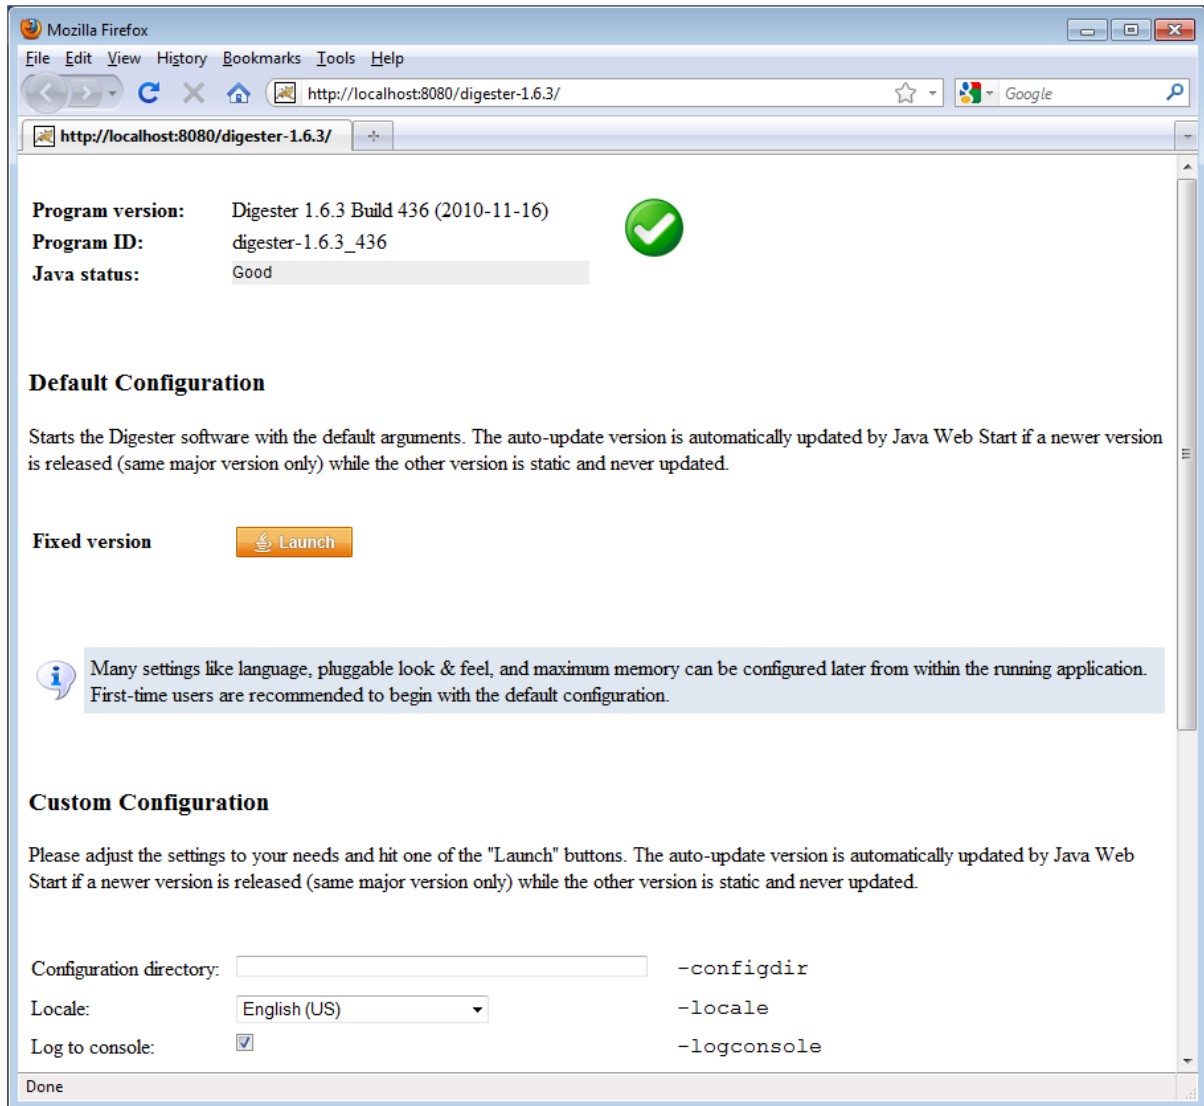 Mozilla Firefox
File Edit View History Bookmarks Tools Help
http://localhost:8080/digester-1.6.3/
Google
http://localhost:8080/digester-1.6.3/
Program version: Digester 1.6.3 Build 436 (2010-11-16)
Program ID: digester-1.6.3_436
Java status: Good
Default Configuration
Starts the Digester software with the default arguments. The auto-update version is automatically updated by Java Web Start if a newer version
is released (same major version only) while the other version is static and never updated.
Fixed version Launch
Many settings like language, pluggable look & feel, and maximum memory can be configured later from within the running application.
First-time users are recommended to begin with the default configuration.
Custom Configuration
Please adjust the settings to your needs and hit one of the "Launch" buttons. The auto-update version is automatically updated by Java Web
Start if a newer version is released (same major version only) while the other version is static and never updated.
Configuration directory: -configdir
Locale: English (US) -locale
Log to console: -logconsole
Done